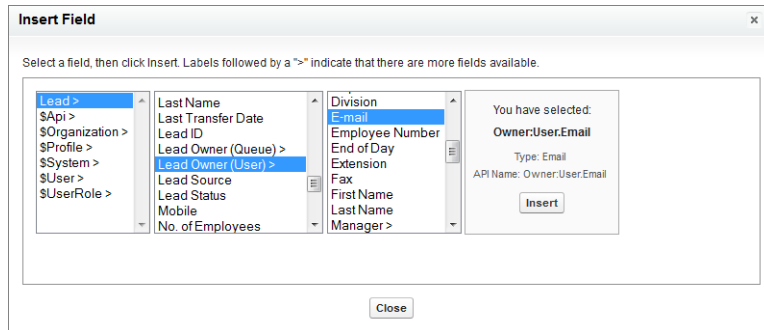 Insert Field
x
Select a field, then click Insert. Labels followed by a ">" indicate that there are more fields available.
Lead >
$Api >
$Organization >
$Profile >
$System >
$User >
$UserRole >
Last Name
Last Transfer Date
Lead ID
Lead Owner (Queue) >
Lead Owner (User) >
Lead Source
Lead Status
Mobile
No. of Employees
Division
E-mail
Employee Number
End of Day
Extension
Fax
First Name
Last Name
Manager >
You have selected:
Owner:User.Email
Type: Email
API Name: Owner:User.Email
Insert
Close